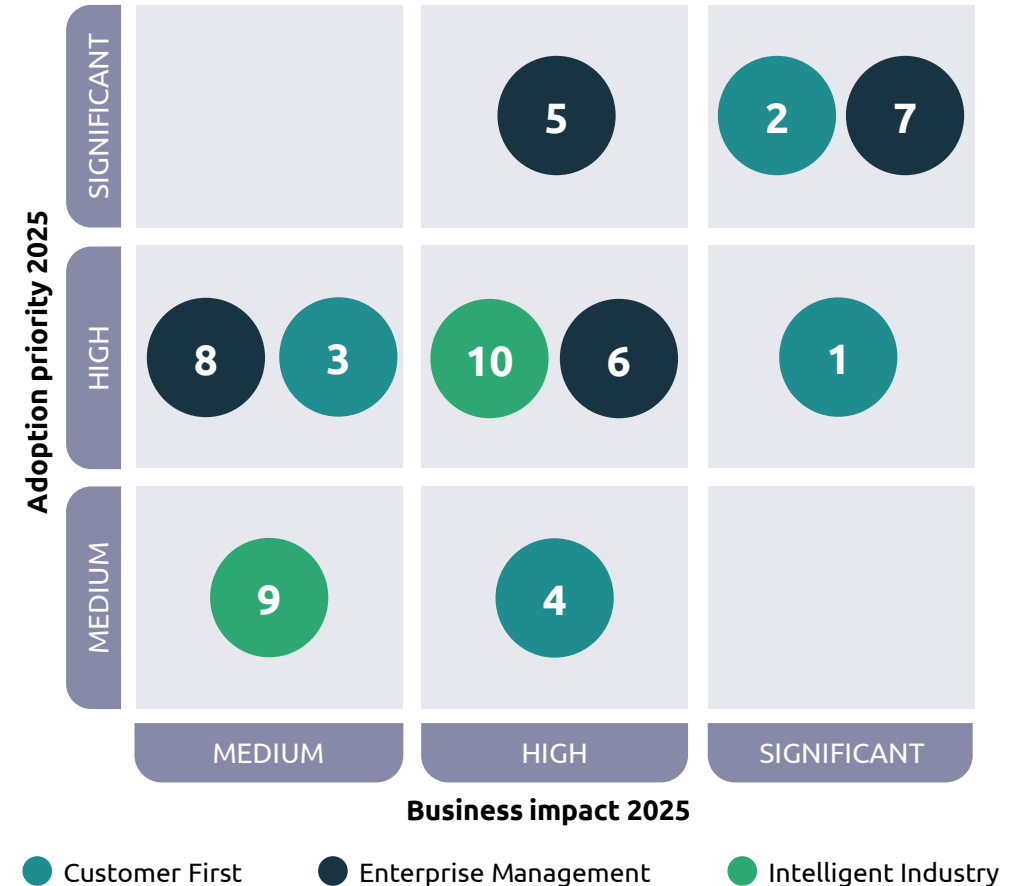 Adoption priority 2025
SIGNIFICANT
5
2
7
HIGH
8
3
10
6
1
MEDIUM
9
4
MEDIUM
HIGH
SIGNIFICANT
Business impact 2025
Customer First
Enterprise Management
Intelligent Industry